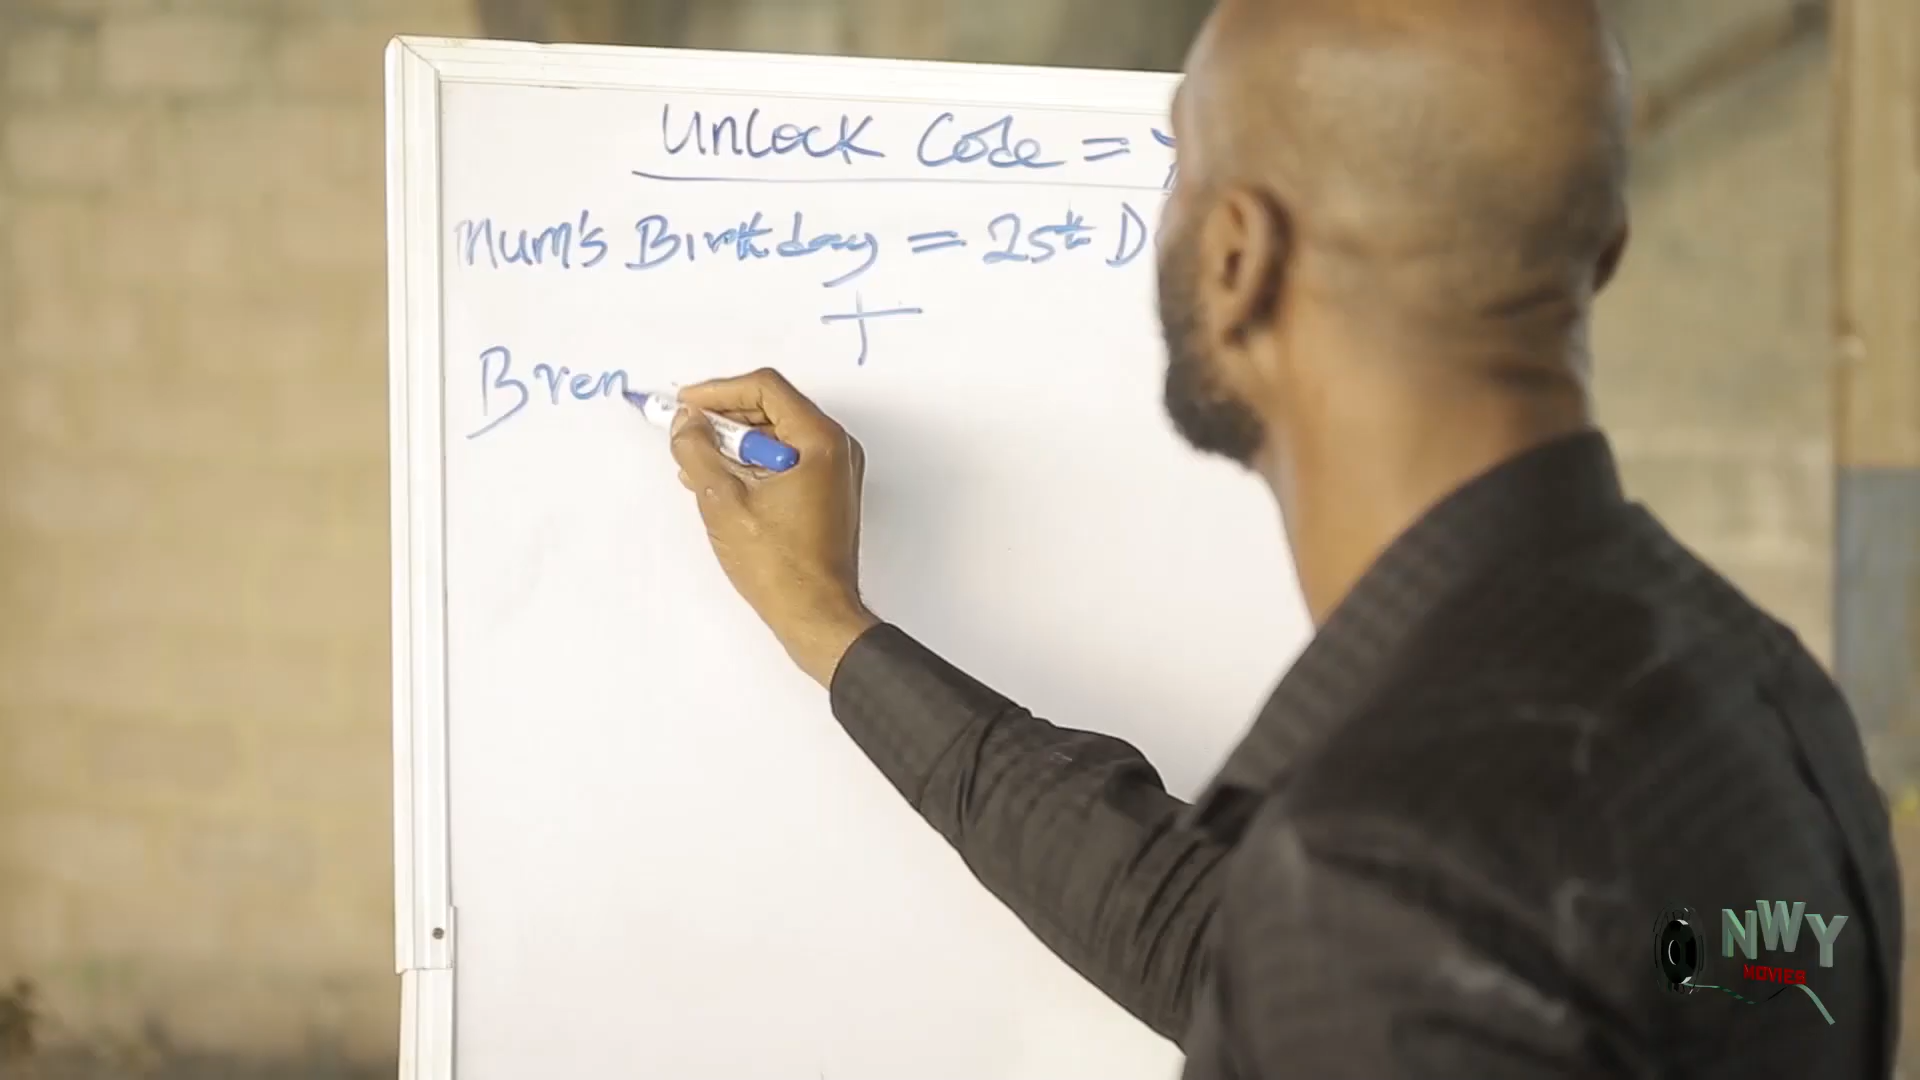 Unlock Code =
Mum's Birthday = 25th D
+
Bren
NWY
MOVIES